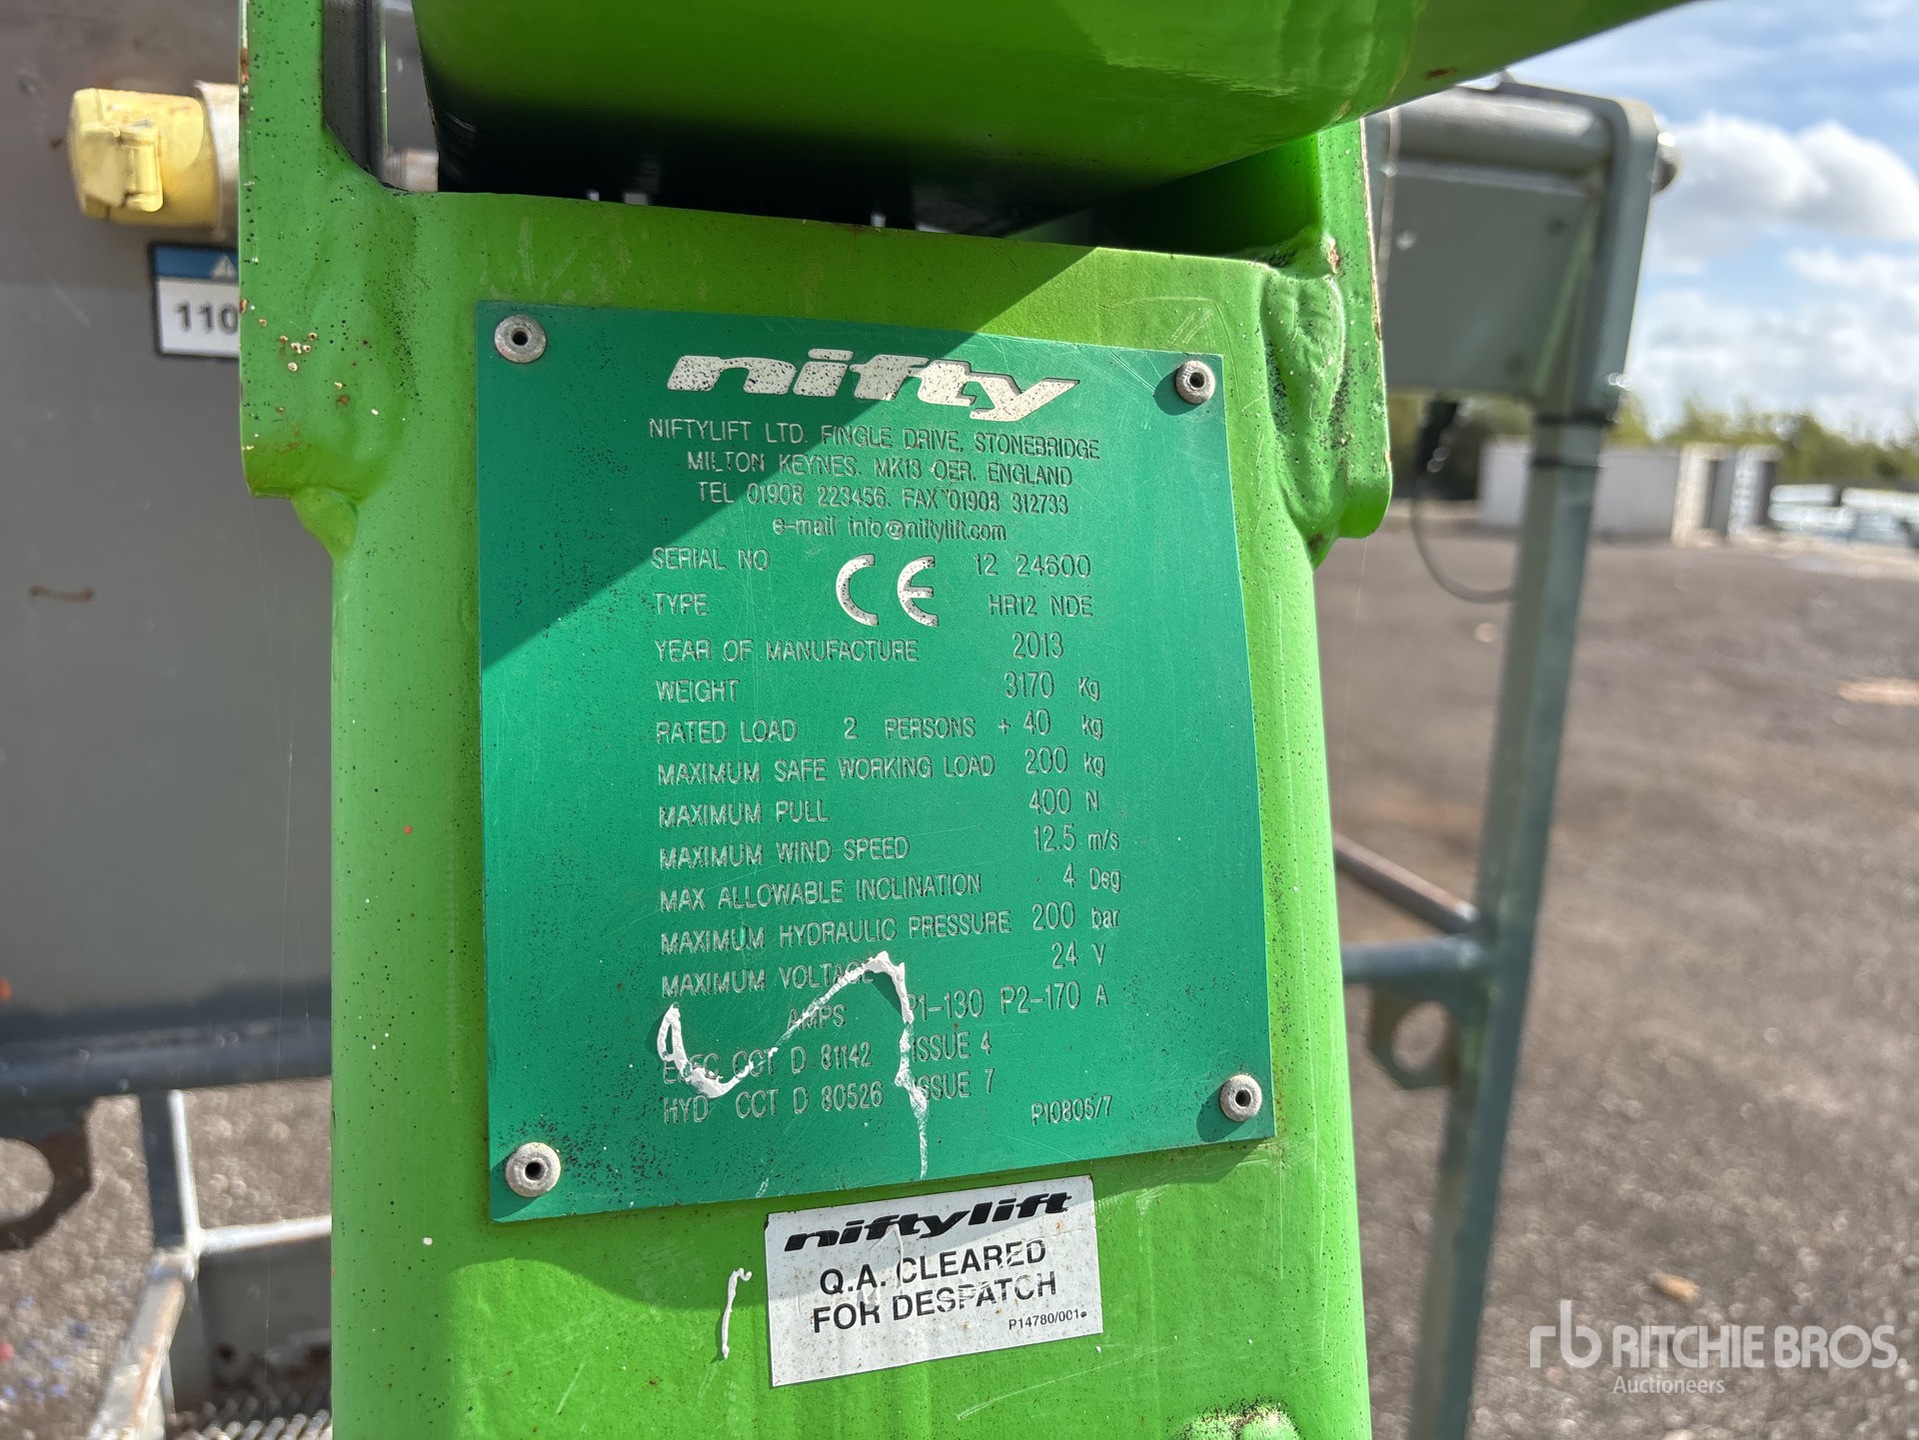 110
nifty
NIFTYLIFT LTD. FINGLE DRIVE, STONEBRIDGE
MILTON KEYNES. MK13 OER. ENGLAND
TEL 01908 223456. FAX 01908 312733
e-mail info@niftylift.com
SERIAL NO CE 12 24600
TYPE HR12 NDE
YEAR OF MANUFACTURE 2013
WEIGHT 3170 Kg
RATED LOAD 2 PERSONS + 40 kg
MAXIMUM SAFE WORKING LOAD 200 kg
MAXIMUM PULL 400 N
MAXIMUM WIND SPEED 12.5 m/s
MAX ALLOWABLE INCLINATION 4 Deg
MAXIMUM HYDRAULIC PRESSURE 200 bar
MAXIMUM VOLTAGE 24 V
AMPS P1-130 P2-170 A
ELEC CCT D 81142 ISSUE 4
HYD CCT D 80526 ISSUE 7
P10805/7
niftylift
Q.A. CLEARED
FOR DESPATCH
P14780/001
rb RITCHIE BROS.
Auctioneers